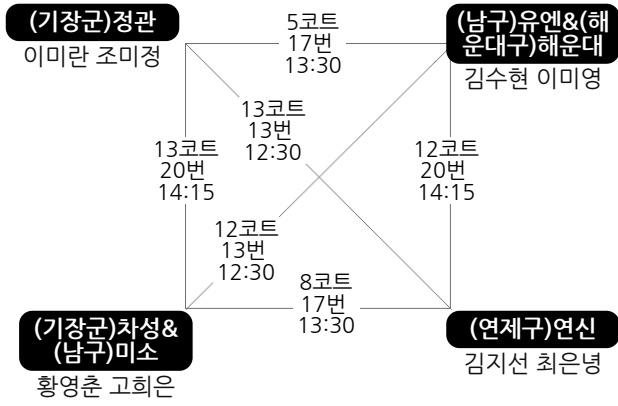 (기장군)정관
이미란 조미정
5코트
17번
13:30
(남구)유엔&(해
운대구)해운대
김수현 이미영
13코트
13번
12:30
13코트
20번
14:15
12코트
20번
14:15
12코트
13번
12:30
8코트
17번
13:30
(기장군)차성&
(남구)미소
황영춘 고희은
(연제구)연신
김지선 최은녕